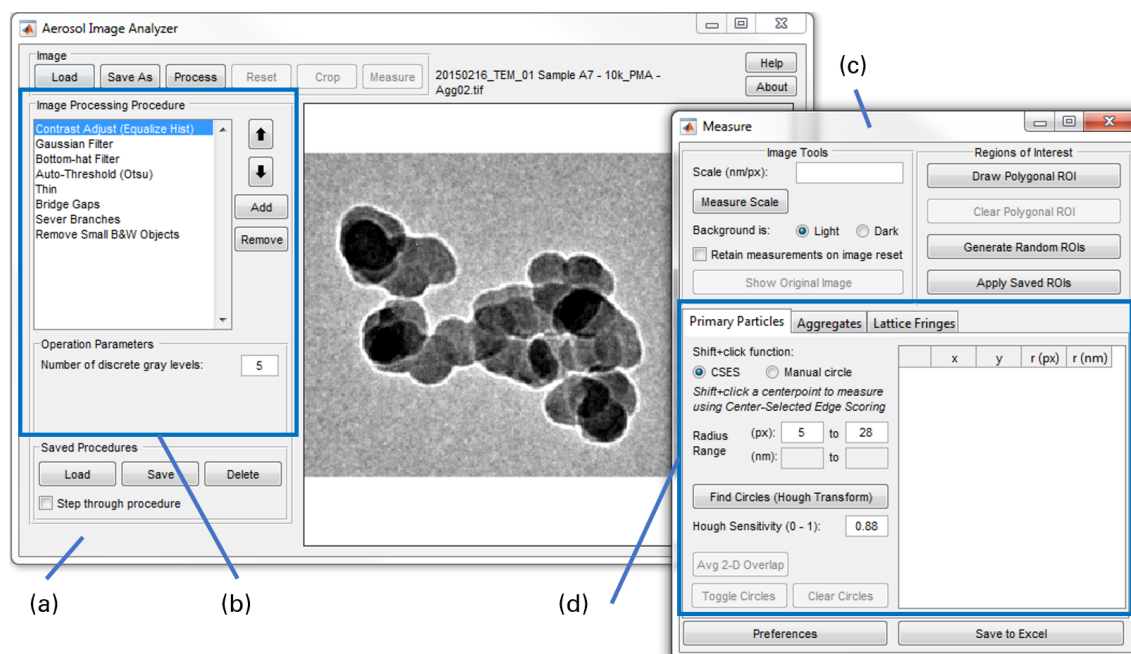 Aerosol Image Analyzer
Image
Load Save As Process Reset Crop Measure
20150216_TEM_01 Sample A7 - 10k_PMA -
Agg02.tif
Help
About
Image Processing Procedure
Contrast Adjust (Equalize Hist)
Gaussian Filter
Bottom-hat Filter
Auto-Threshold (Otsu)
Thin
Bridge Gaps
Sever Branches
Remove Small B&W Objects
Add
Remove
Operation Parameters
Number of discrete gray levels: 5
Saved Procedures
Load Save Delete
Step through procedure
(a)
(b)
(c)
Measure
Image Tools
Scale (nm/px):
Measure Scale
Background is: Light Dark
Retain measurements on image reset
Show Original Image
Regions of Interest
Draw Polygonal ROI
Clear Polygonal ROI
Generate Random ROIs
Apply Saved ROIs
Primary Particles Aggregates Lattice Fringes
Shift+click function:
CSES Manual circle
Shift+click a centerpoint to measure
using Center-Selected Edge Scoring
Radius
Range
(px): 5 to 28
(nm): to
Find Circles (Hough Transform)
Hough Sensitivity (0 - 1): 0.88
Avg 2-D Overlap
Toggle Circles Clear Circles
x y r (px) r (nm)
Preferences Save to Excel
(d)